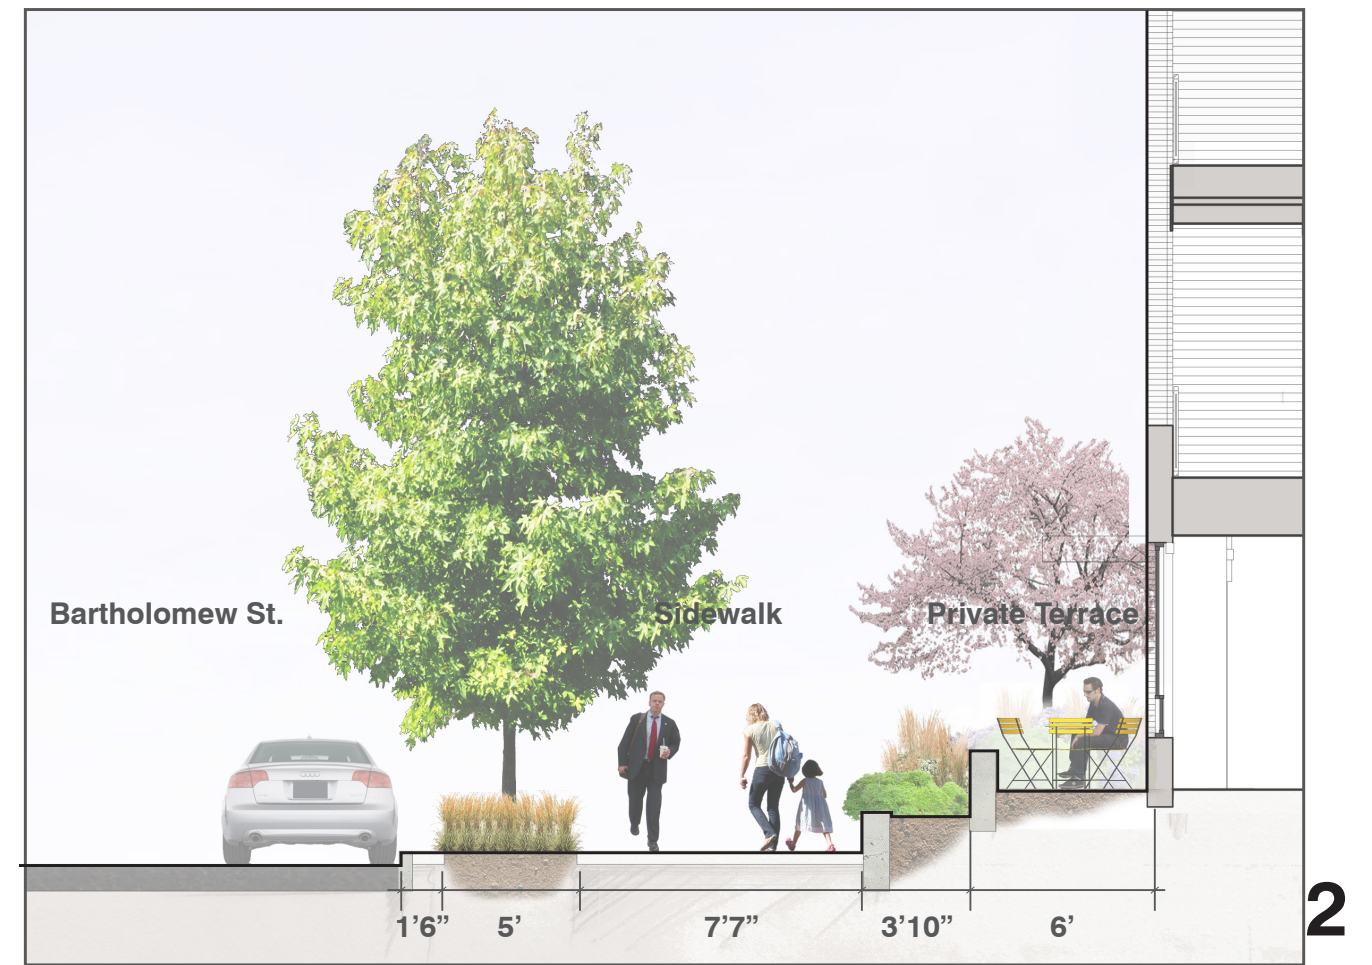 Bartholomew St.
Sidewalk
Private Terrace
1’6” 5’ 7’7” 3’10” 6’
2